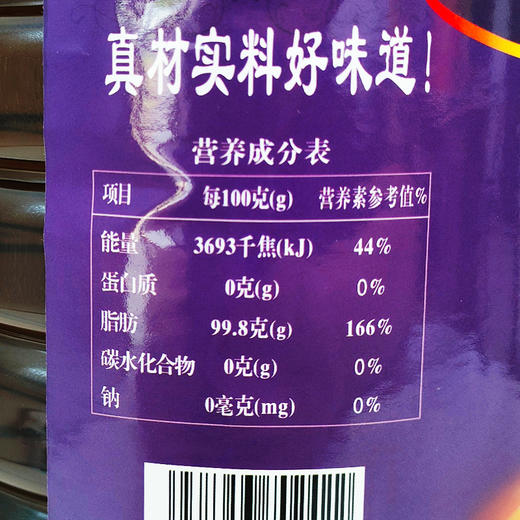 真材实料好味道！
营养成分表
项目 每100克(g) 营养素参考值%
能量 3693千焦(kJ) 44%
蛋白质 0克(g) 0%
脂肪 99.8克(g) 166%
碳水化合物 0克(g) 0%
钠 0毫克(mg) 0%